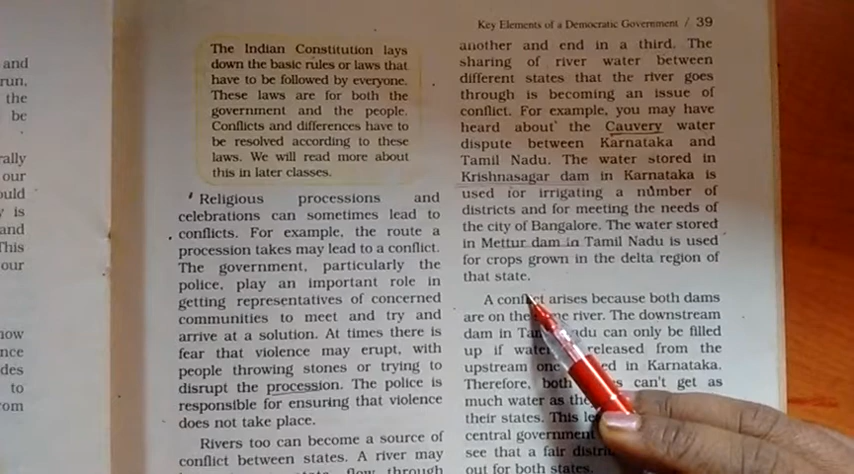 and
run,
the
be
rally
our
ould
y is
and
This
our
now
nce
des
to
rom
The Indian Constitution lays
down the basic rules or laws that
have to be followed by everyone.
These laws are for both the
government and the people.
Conflicts and differences have to
be resolved according to these
laws. We will read more about
this in later classes.
Religious processions and
celebrations can sometimes lead to
conflicts. For example, the route a
procession takes may lead to a conflict.
The government, particularly the
police, play an important role in
getting representatives of concerned
communities to meet and try and
arrive at a solution. At times there is
fear that violence may erupt, with
people throwing stones or trying to
disrupt the procession. The police is
responsible for ensuring that violence
does not take place.
Rivers too can become a source of
conflict between states. A river may
flow through
Key Elements of a Democratic Government / 39
another and end in a third. The
sharing of river water between
different states that the river goes
through is becoming an issue of
conflict. For example, you may have
heard about the Cauvery water
dispute between Karnataka and
Tamil Nadu. The water stored in
Krishnasagar dam in Karnataka is
used for irrigating a number of
districts and for meeting the needs of
the city of Bangalore. The water stored
in Mettur dam in Tamil Nadu is used
for crops grown in the delta region of
that state.
A conflict arises because both dams
are on the same river. The downstream
dam in Tamil Nadu can only be filled
up if water released from the
upstream one in Karnataka.
Therefore, both can't get as
much water as they
their states. This
central government
see that a fair
out for both states.